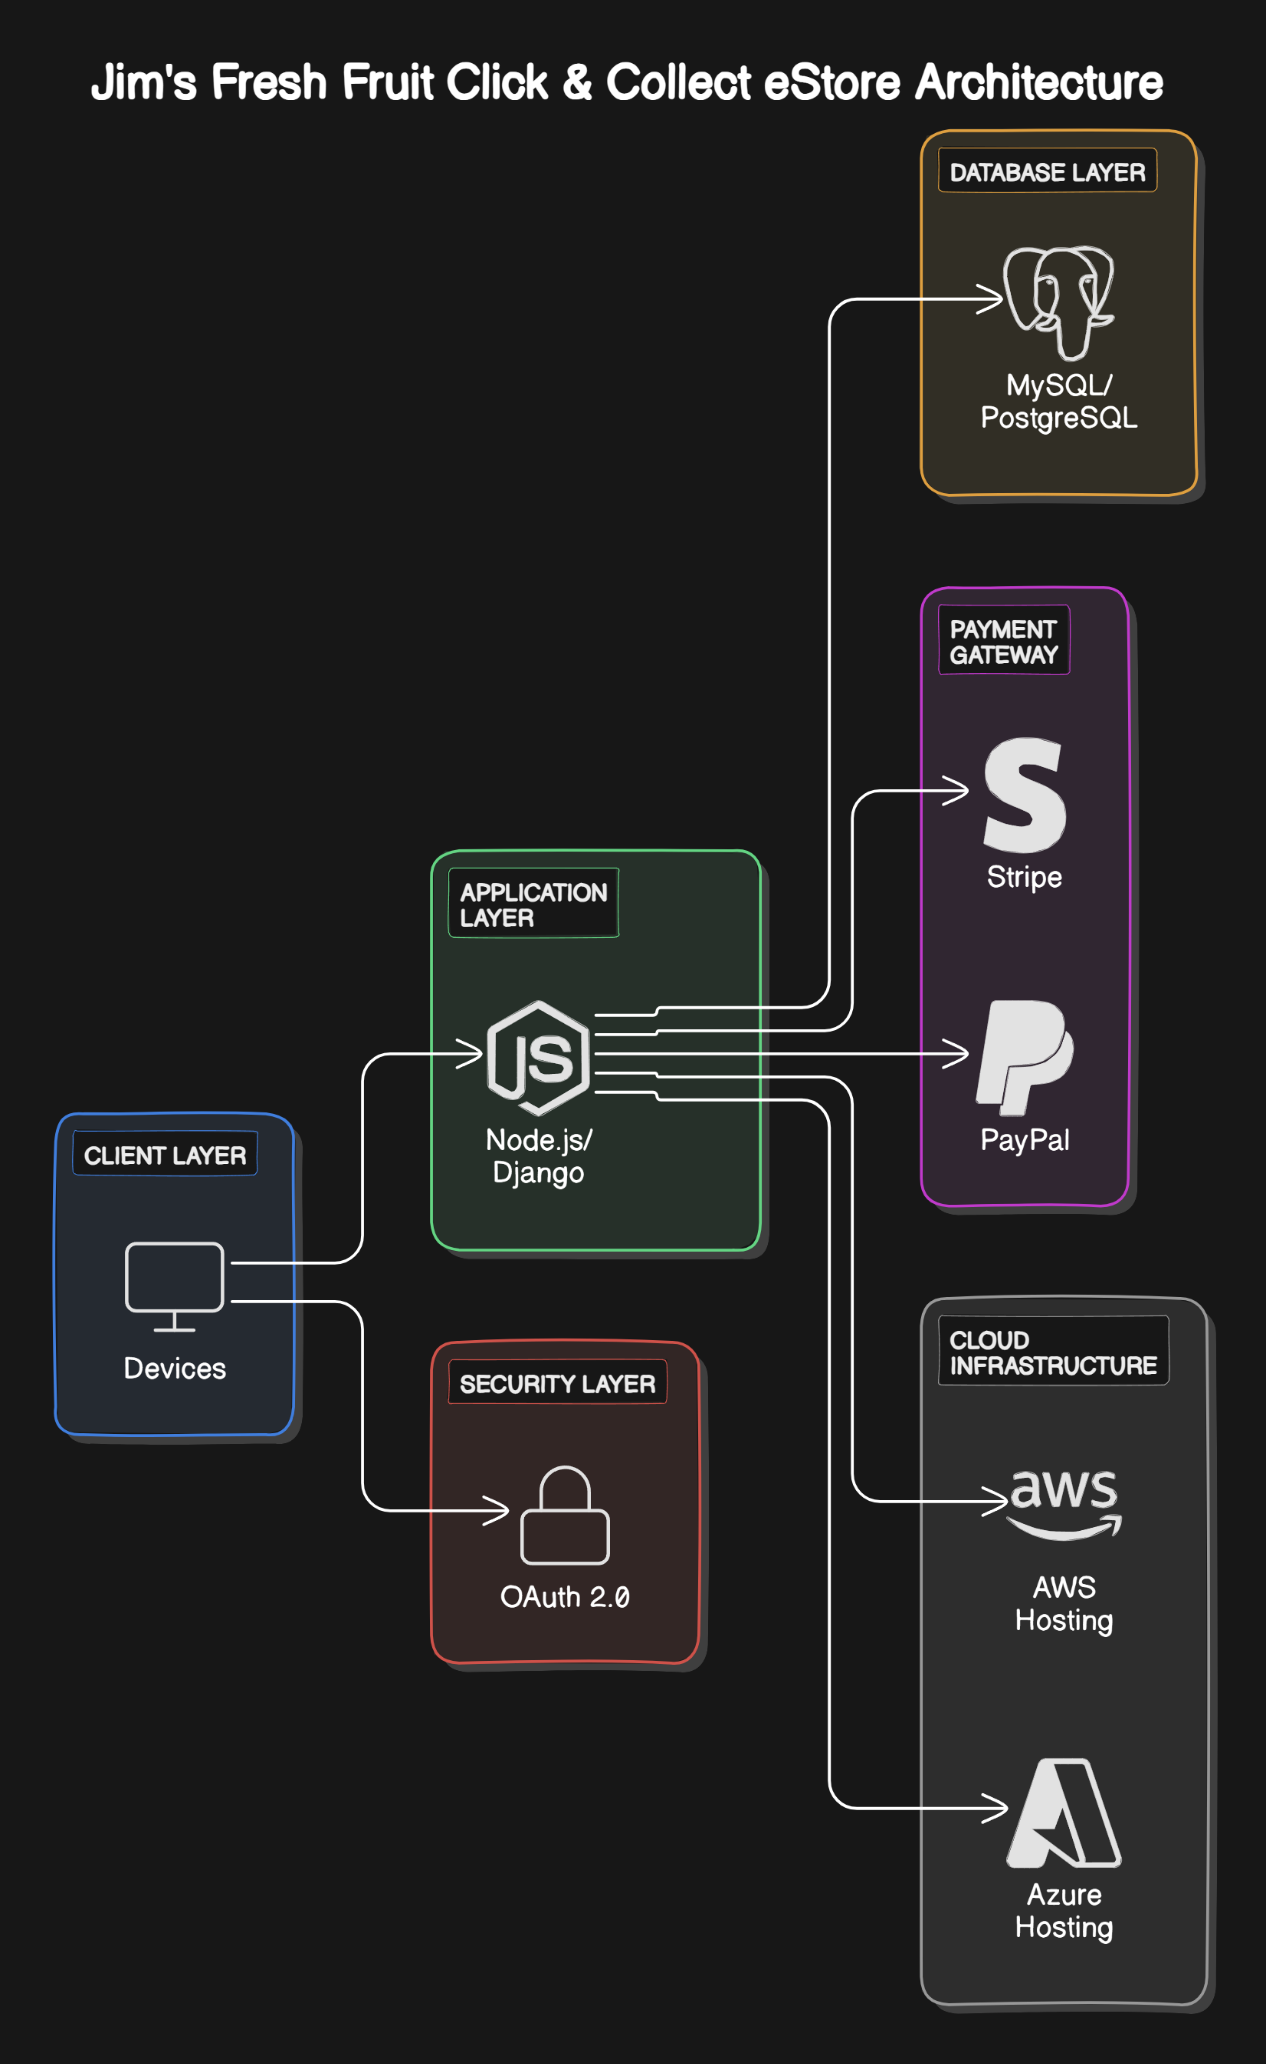 Jim's Fresh Fruit Click & Collect eStore Architecture
DATABASE LAYER
MySQL/
PostgreSQL
PAYMENT
GATEWAY
S
Stripe
PayPal
APPLICATION
LAYER
JS
Node.js/
Django
CLIENT LAYER
Devices
SECURITY LAYER
OAuth 2.0
CLOUD
INFRASTRUCTURE
aws
AWS
Hosting
Azure
Hosting